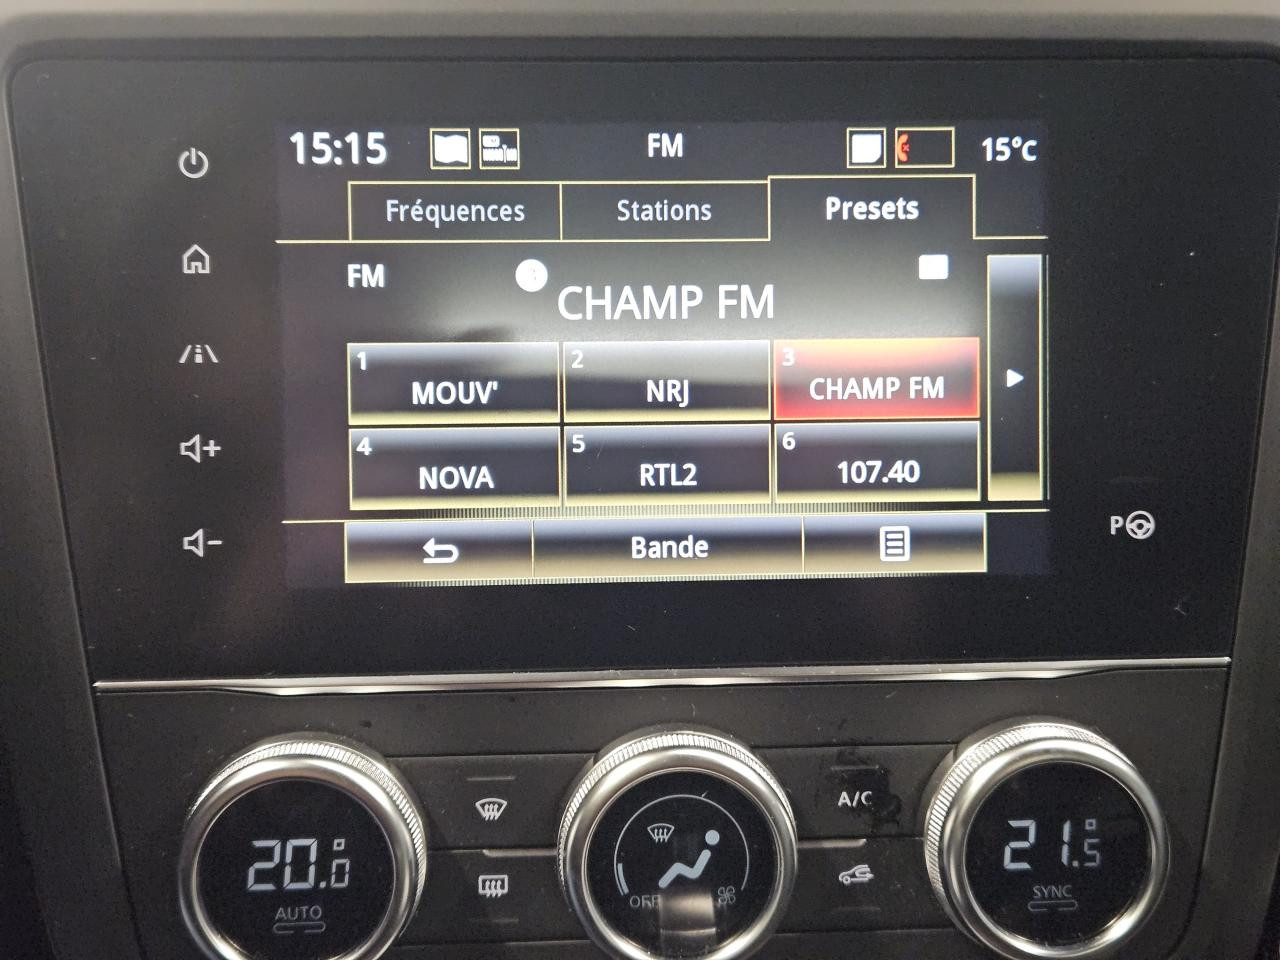 15:15 FM 15°C
Fréquences Stations Presets
FM
CHAMP FM
1 MOUV' 2 NRJ 3 CHAMP FM
4 NOVA 5 RTL2 6 107.40
Bande
P
A/C
20.0°
AUTO
OFF
21.5°
SYNC